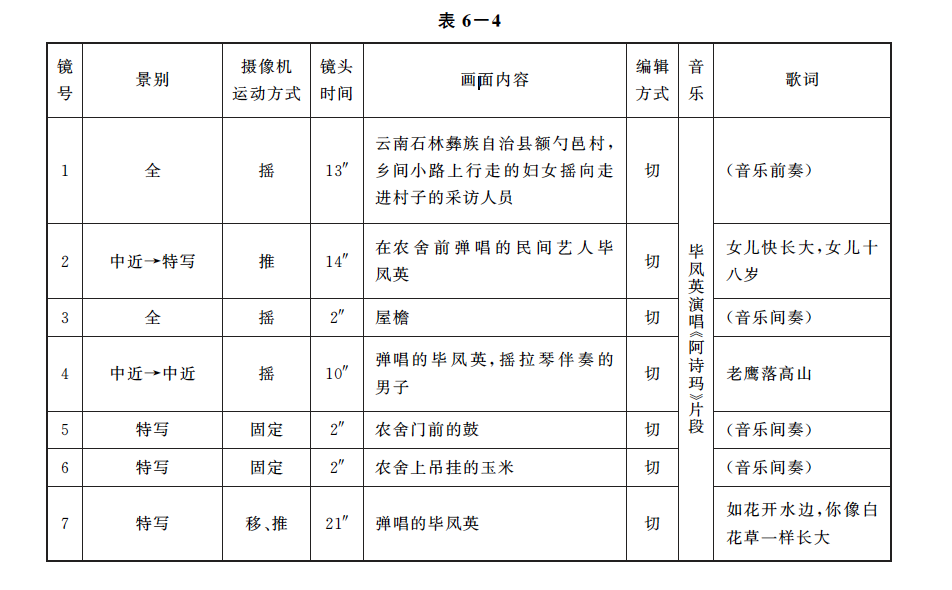 表 6—4
镜号 景别 摄像机运动方式 镜头时间 画面内容 编辑方式 音乐 歌词
1 全 摇 13″ 云南石林彝族自治县额勺邑村，
乡间小路上行走的妇女摇向走
进村子的采访人员 切 （音乐前奏）
2 中近→特写 推 14″ 在农舍前弹唱的民间艺人毕
凤英 切 女儿快长大，女儿十
八岁
3 全 摇 2″ 屋檐 切 （音乐间奏）
4 中近→中近 摇 10″ 弹唱的毕凤英，摇拉琴伴奏的
男子 切 老鹰落高山
5 特写 固定 2″ 农舍门前的鼓 切 （音乐间奏）
6 特写 固定 2″ 农舍上吊挂的玉米 切 （音乐间奏）
7 特写 移、推 21″ 弹唱的毕凤英 切 如花开水边，你像白
花草一样长大
毕凤英演唱《阿诗玛》片段